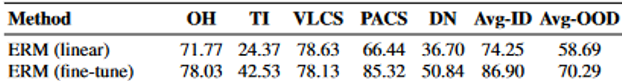 Method OH TI VLCS PACS DN Avg-ID Avg-OOD
ERM (linear) 71.77 24.37 78.63 66.44 36.70 74.25 58.69
ERM (fine-tune) 78.03 42.53 78.13 85.32 50.84 86.90 70.29